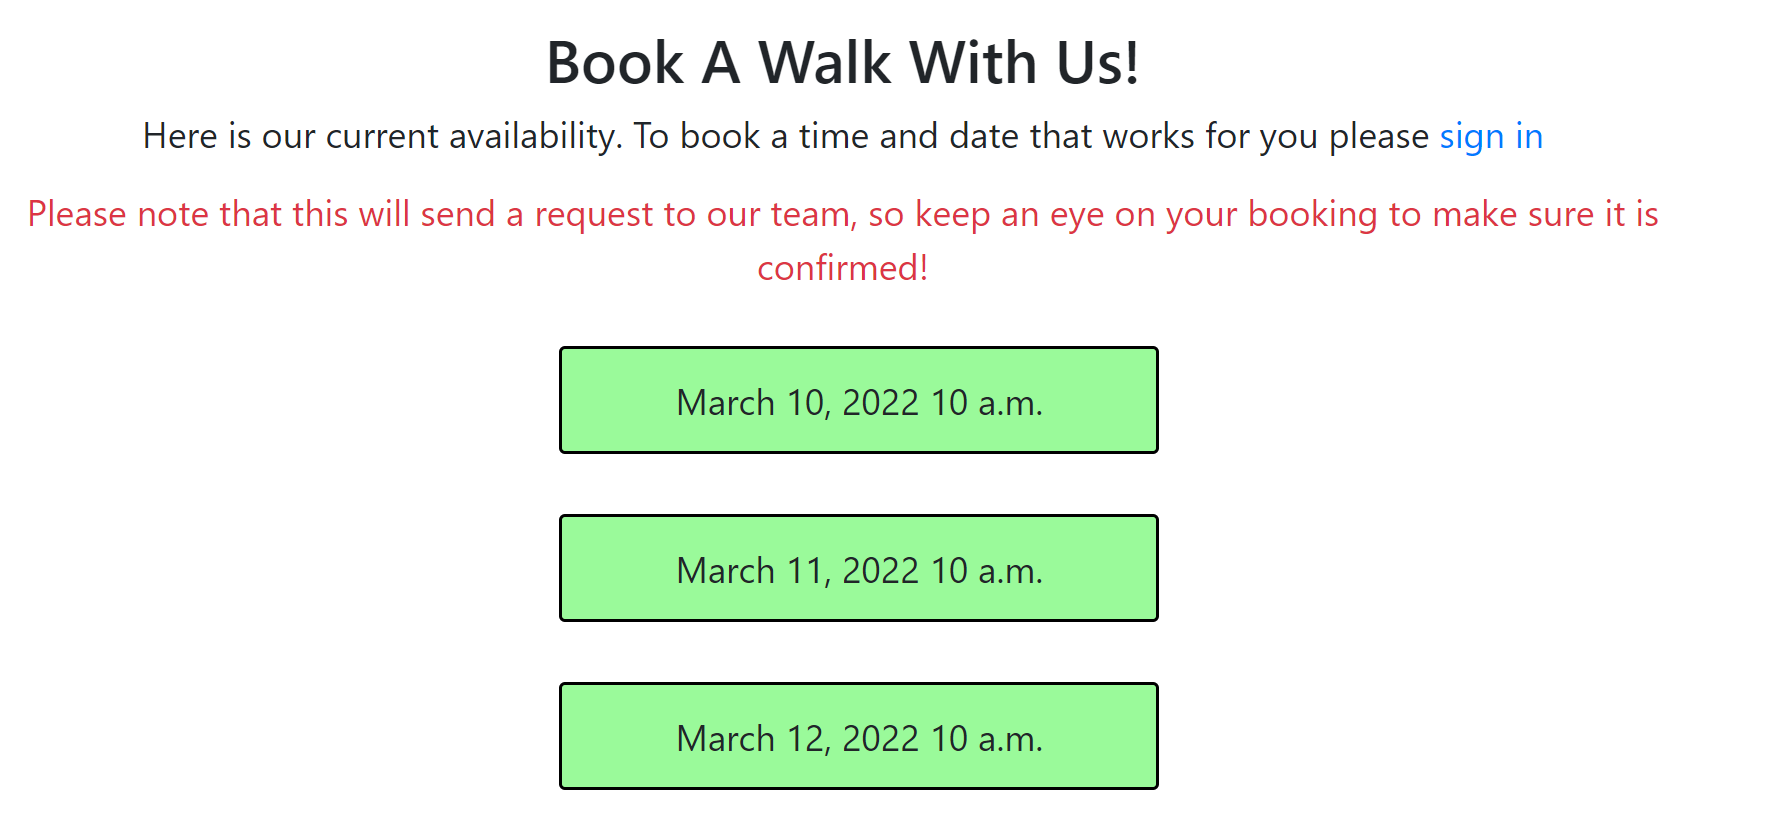 Book A Walk With Us!
Here is our current availability. To book a time and date that works for you please sign in
Please note that this will send a request to our team, so keep an eye on your booking to make sure it is
confirmed!
March 10, 2022 10 a.m.
March 11, 2022 10 a.m.
March 12, 2022 10 a.m.